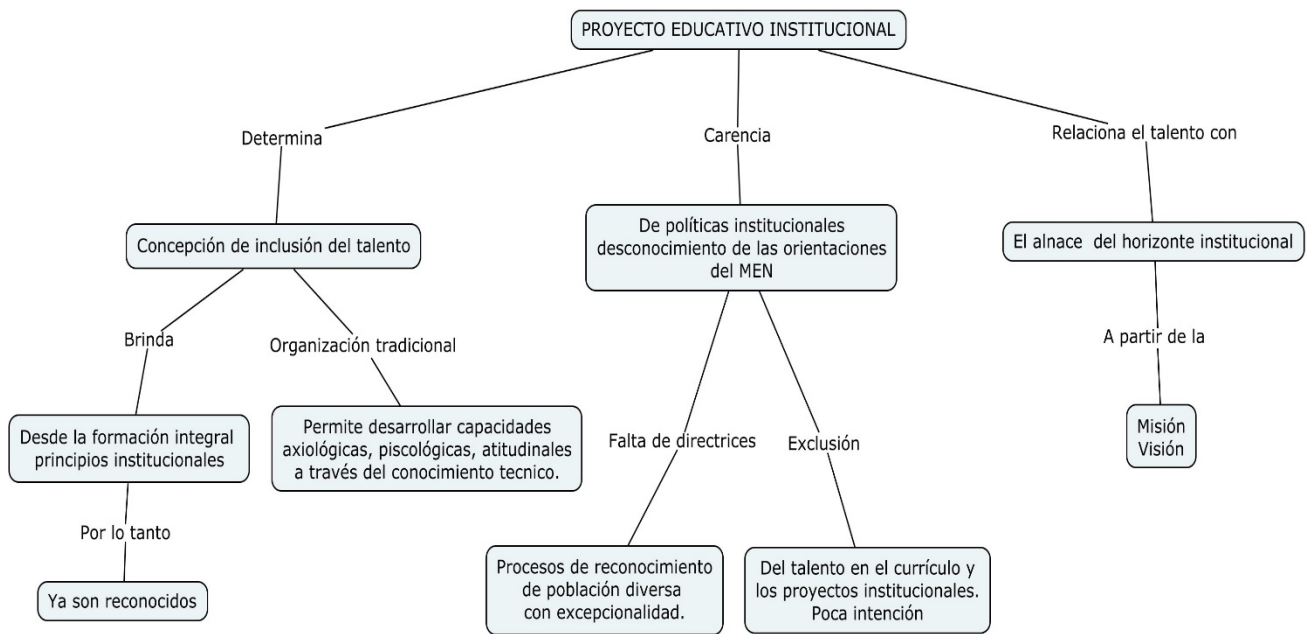 PROYECTO EDUCATIVO INSTITUCIONAL
Determina
Carencia
Relaciona el talento con
Concepción de inclusión del talento
De políticas institucionales
desconocimiento de las orientaciones
del MEN
El alnace del horizonte institucional
Brinda
Organización tradicional
A partir de la
Desde la formación integral
principios institucionales
Permite desarrollar capacidades
axiológicas, piscológicas, atitudinales
a través del conocimiento tecnico.
Falta de directrices
Exclusión
Misión
Visión
Por lo tanto
Ya son reconocidos
Procesos de reconocimiento
de población diversa
con excepcionalidad.
Del talento en el currículo y
los proyectos institucionales.
Poca intención